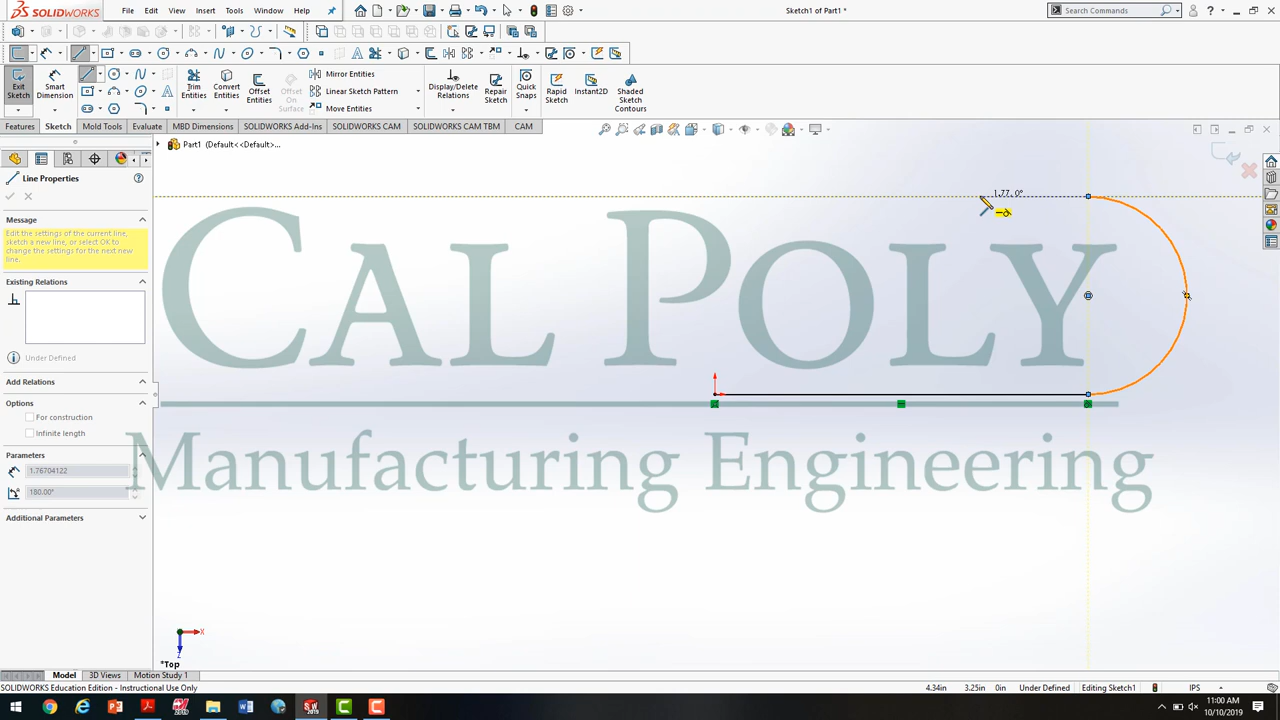 SOLIDWORKS
File
Edit
View
Insert
Tools
Window
Help
Sketch1 of Part1 *
Search Commands
Exit
Sketch
Smart
Dimension
Trim
Entities
Convert
Entities
Offset
Entities
Offset
On
Surface
Mirror Entities
Linear Sketch Pattern
Move Entities
Display/Delete
Relations
Repair
Sketch
Quick
Snaps
Rapid
Sketch
Instant2D
Shaded
Sketch
Contours
Features
Sketch
Mold Tools
Evaluate
MBD Dimensions
SOLIDWORKS Add-Ins
SOLIDWORKS CAM
SOLIDWORKS CAM TBM
CAM
Part1 (Default<<Default>...
Line Properties
Message
Edit the settings of the current line,
sketch a new line, or select OK to
change the settings for the next new
line.
Existing Relations
Under Defined
Add Relations
Options
For construction
Infinite length
Parameters
1.76704122
180.00°
Additional Parameters
1.77, 0°
CAL POLY
Manufacturing Engineering
X
Z
*Top
Model
3D Views
Motion Study 1
SOLIDWORKS Education Edition - Instructional Use Only
4.34in
3.25in
0in
Under Defined
Editing Sketch1
IPS
11:00 AM
10/10/2019